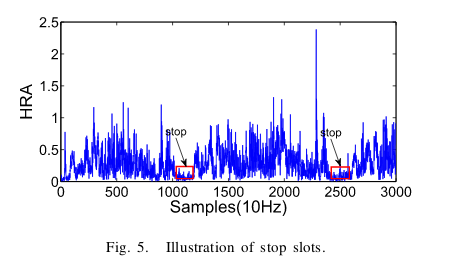 2.5
2
1.5
1
0.5
0
HRA
stop
stop
0 500 1000 1500 2000 2500 3000
Samples(10Hz)
Fig. 5. Illustration of stop slots.